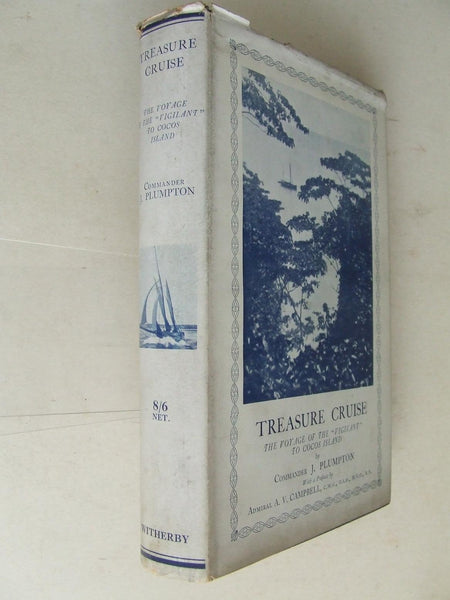 TREASURE
CRUISE
THE VOYAGE
OF THE "VIGILANT"
TO COCOS
ISLAND
COMMANDER
J. PLUMPTON
8/6
NET.
WITHERBY
TREASURE CRUISE
THE VOYAGE OF THE "VIGILANT"
TO COCOS ISLAND
by
COMMANDER J. PLUMPTON
With a Preface by
ADMIRAL A. V. CAMPBELL,